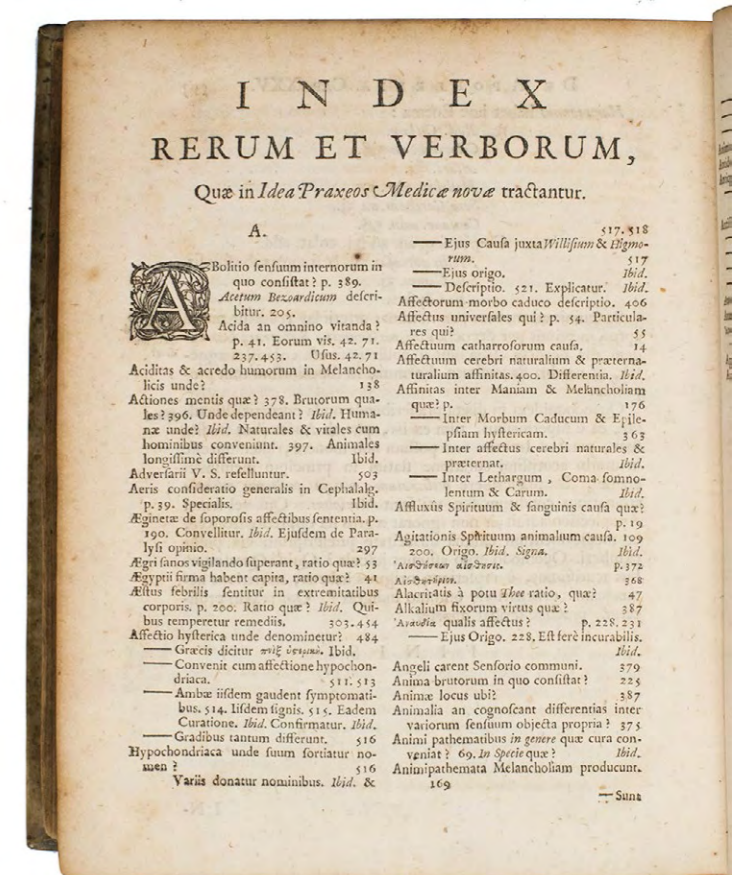 INDEX
RERUM ET VERBORUM,
Quæ in Idea Praxeos Medicæ novæ tractantur.
A.
ABolitio ſenſuum internorum in
quo conſiſtat? p. 389.
Acetum Bezoardicum deſcri-
bitur. 205.
Acida an omnino vitanda?
p. 41. Eorum vis. 42. 71.
237. 453. Uſus. 42. 71
Aciditas & acredo humorum in Melancho-
licis unde? 138
Actiones mentis quæ? 378. Brutorum qua-
les? 396. Unde dependeant? Ibid. Huma-
næ unde? Ibid. Naturales & vitales cum
hominibus conveniunt. 397. Animales
longiſſimè differunt. Ibid.
Adverſarii V. S. refelluntur. 503
Aeris conſideratio generalis in Cephalalg.
p. 39. Specialis. Ibid.
Æginetæ de ſoporoſis affectibus ſententia. p.
190. Convellitur. Ibid. Ejuſdem de Para-
lyſi opinio. 297
Ægri ſanos vigilando ſuperant, ratio quæ? 53
Ægyptii firma habent capita, ratio quæ? 41
Æſtus febrilis ſentitur in extremitatibus
corporis. p. 200. Ratio quæ? Ibid. Qui-
bus temperetur remediis. 303. 454
Affectio hyſterica unde denominetur? 484
— Græcis dicitur πνὶξ ὑστερικὴ. Ibid.
— Convenit cum affectione hypochon-
driaca. 511. 513
— Ambæ iiſdem gaudent ſymptomati-
bus. 514. Iiſdem ſignis. 515. Eadem
Curatione. Ibid. Confirmatur. Ibid.
— Gradibus tantum differunt. 516
Hypochondriaca unde ſuum ſortiatur no-
men? 516
Variis donatur nominibus. Ibid. &
517. 518
— Ejus Cauſa juxta Williſium & Higmo-
rum. 517
— Ejus origo. Ibid.
— Deſcriptio. 521. Explicatur. Ibid.
Affectorum morbo caduco deſcriptio. 406
Affectus univerſales qui? p. 54. Particula-
res qui? 55
Affectuum catharroſorum cauſa. 14
Affectuum cerebri naturalium & præterna-
turalium affinitas. 400. Differentia. Ibid.
Affinitas inter Maniam & Melancholiam
quæ? p. 176
— Inter Morbum Caducum & Epile-
pſiam hyſtericam. 363
— Inter affectus cerebri naturales &
præternat. Ibid.
— Inter Lethargum, Coma ſomno-
lentum & Carum. Ibid.
Affluxûs Spirituum & ſanguinis cauſa quæ?
p. 19
Agitationis Spirituum animalium cauſa. 109
200. Origo. Ibid. Signa. Ibid.
p. 372
368
Alacritatis à potu Thee ratio, quæ? 47
Alkalium fixorum virtus quæ? 387
Ἀναυδία qualis affectus? p. 228. 231
— Ejus Origo. 228. Eſt ferè incurabilis.
Ibid.
Angeli carent Senſorio communi. 379
Anima brutorum in quo conſiſtat? 225
Animæ locus ubi? 387
Animalia an cognoſcant differentias inter
variorum ſenſuum objecta propria? 375
Animi pathematibus in genere quæ cura con-
veniat? 69. In Specie quæ? Ibid.
Animipathemata Melancholiam producunt.
169
— Sunt